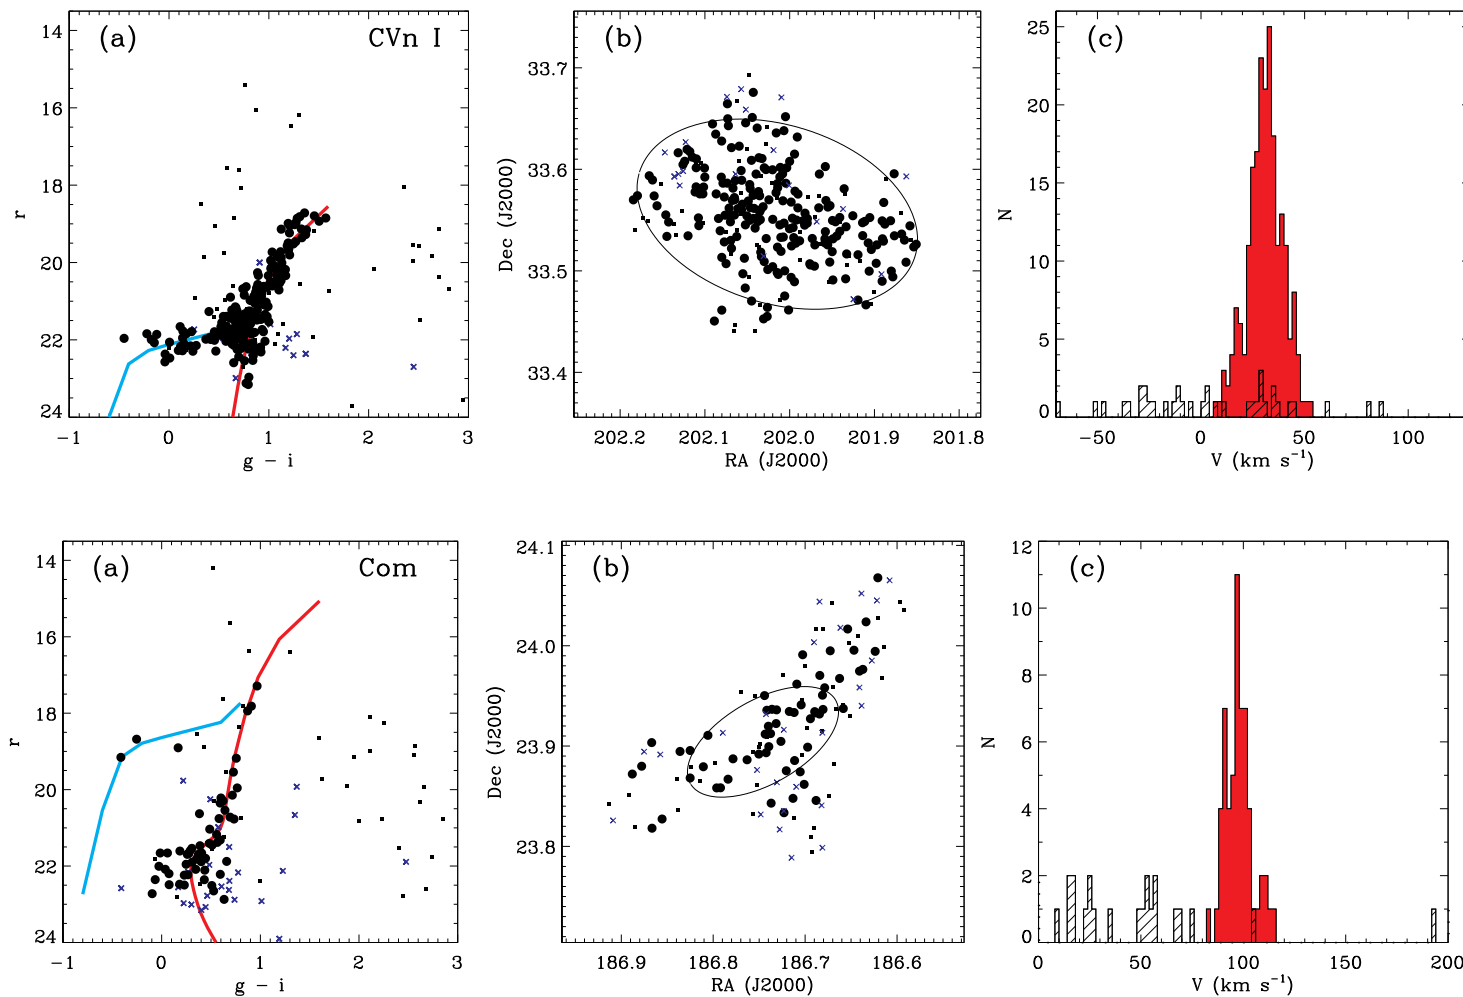 (a) CVn I
14
16
18
20
22
24
r
-1 0 1 2 3
g - i
(b)
33.7
33.6
33.5
33.4
Dec (J2000)
202.2 202.1 202.0 201.9 201.8
RA (J2000)
(c)
25
20
15
10
5
0
N
-50 0 50 100
V (km s⁻¹)
(a) Com
14
16
18
20
22
24
r
-1 0 1 2 3
g - i
(b)
24.1
24.0
23.9
23.8
Dec (J2000)
186.9 186.8 186.7 186.6
RA (J2000)
(c)
12
10
8
6
4
2
0
N
0 50 100 150 200
V (km s⁻¹)